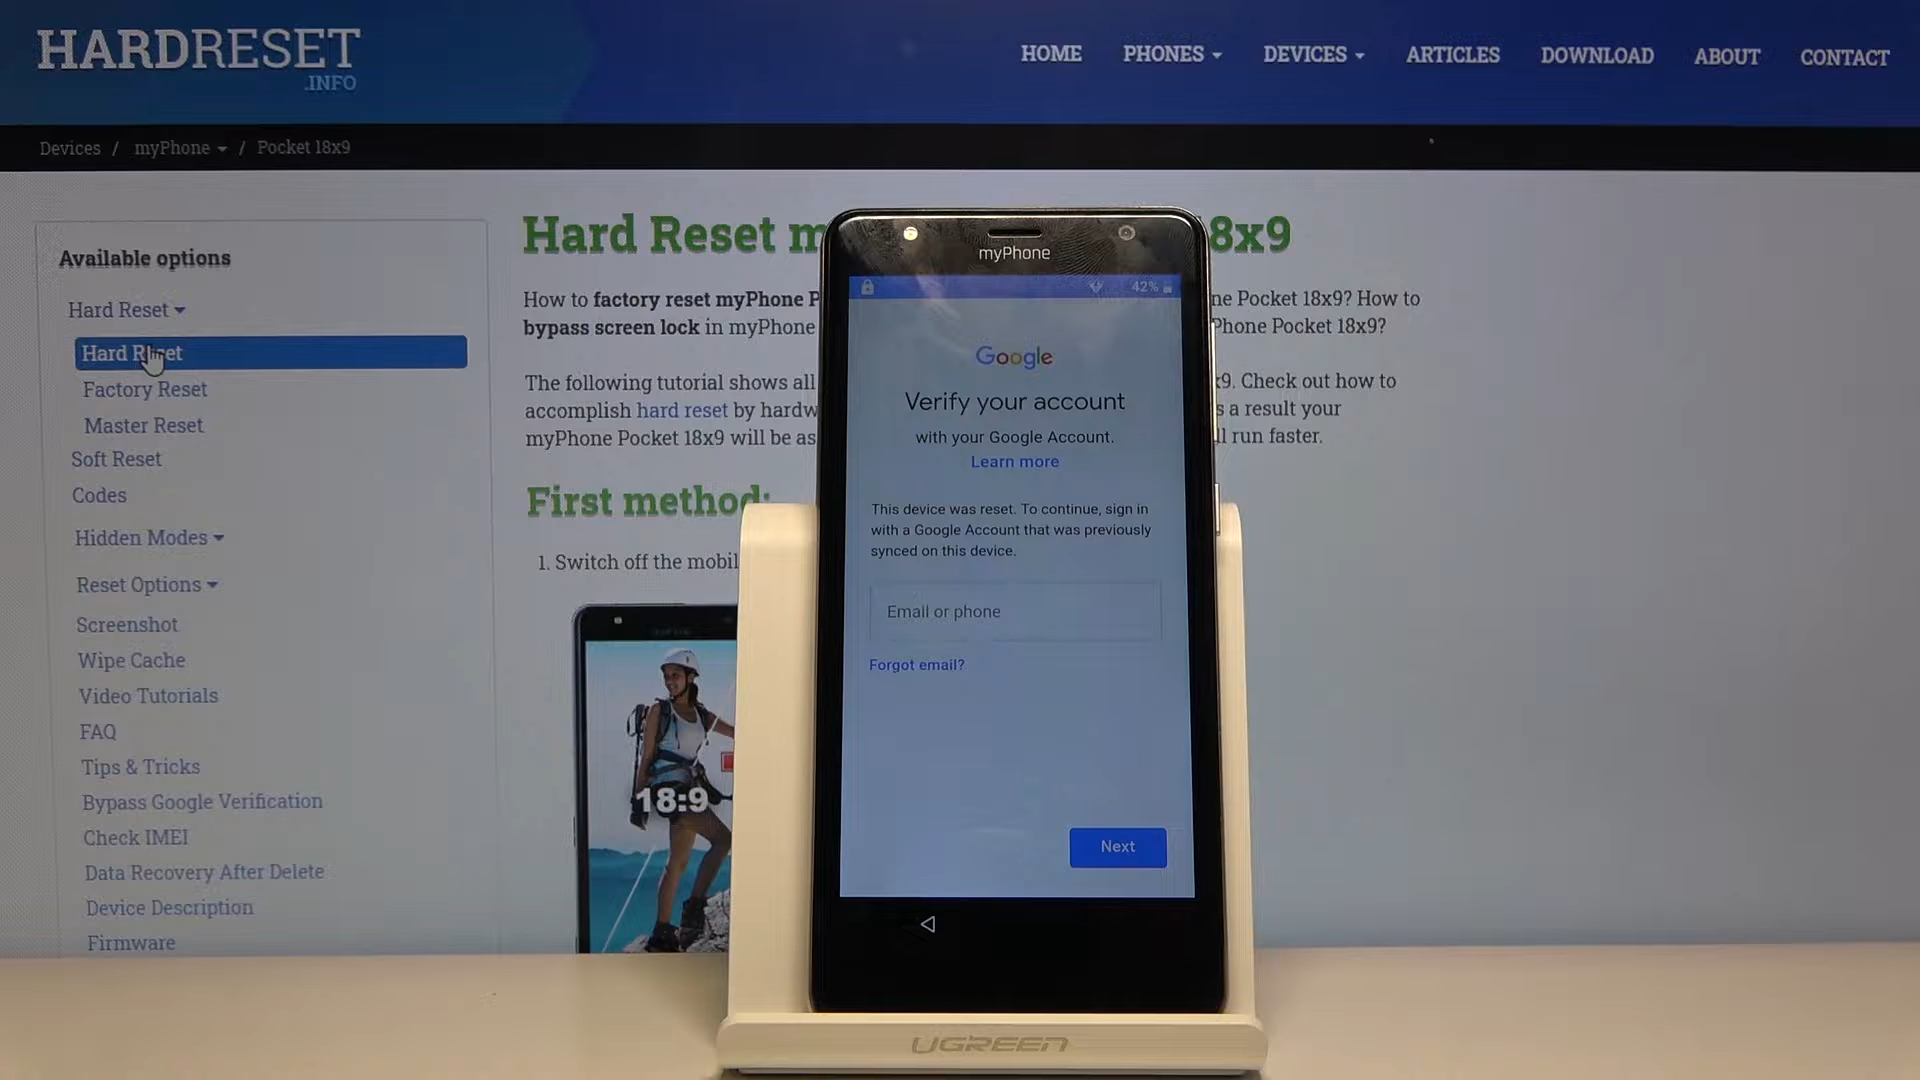 HARDRESET
.INFO
HOME PHONES DEVICES ARTICLES DOWNLOAD ABOUT CONTACT
Devices / myPhone / Pocket 18x9
Available options
Hard Reset
Hard Reset
Factory Reset
Master Reset
Soft Reset
Codes
Hidden Modes
Reset Options
Screenshot
Wipe Cache
Video Tutorials
FAQ
Tips & Tricks
Bypass Google Verification
Check IMEI
Data Recovery After Delete
Device Description
Firmware
Hard Reset m 8x9
How to factory reset myPhone P ne Pocket 18x9? How to
bypass screen lock in myPhone Phone Pocket 18x9?
The following tutorial shows all x9. Check out how to
accomplish hard reset by hardw s a result your
myPhone Pocket 18x9 will be as ll run faster.
First method:
1. Switch off the mobil
18:9
myPhone
42%
Google
Verify your account
with your Google Account.
Learn more
This device was reset. To continue, sign in
with a Google Account that was previously
synced on this device.
Email or phone
Forgot email?
Next
UGREEN